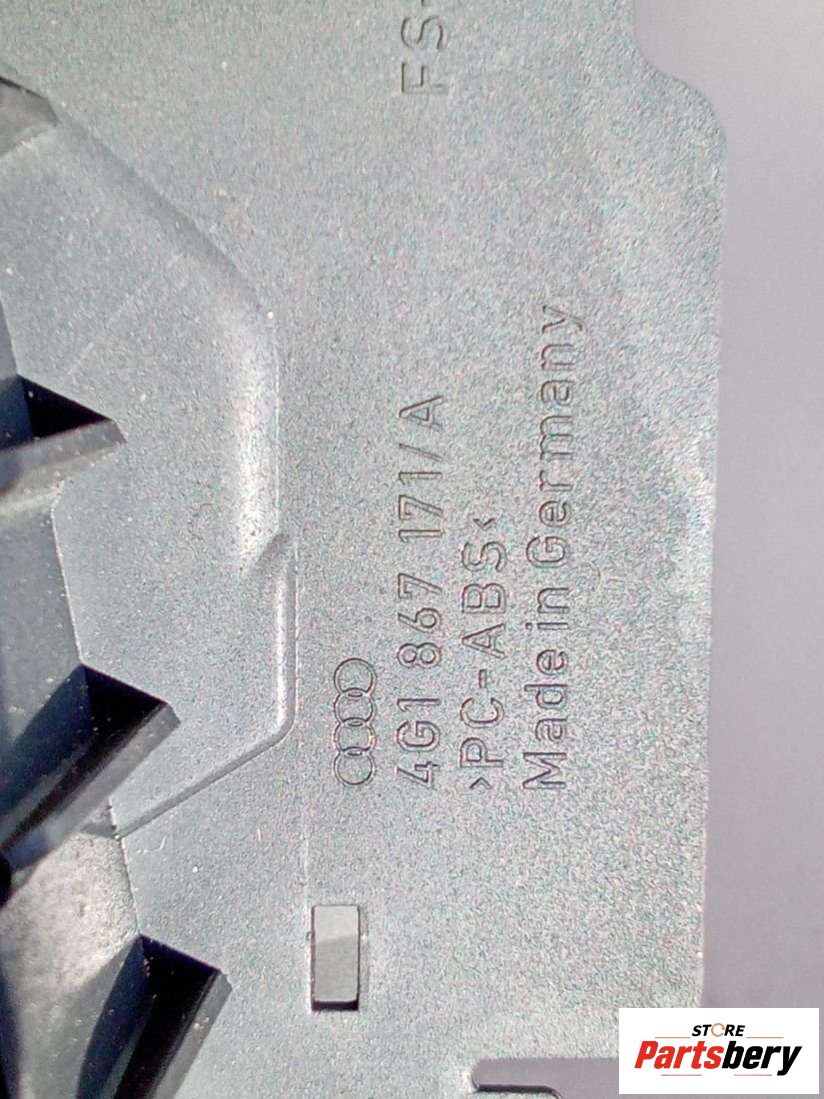 FS
4G1 867 171/A
>PC-ABS<
Made in Germany
STORE
Partsbery